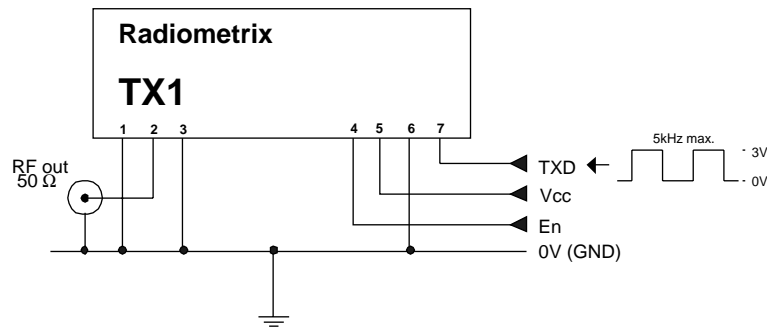 Radiometrix
TX1
1 2 3 4 5 6 7
5kHz max.
3V
0V
RF out
50 Ω
TXD
Vcc
En
0V (GND)